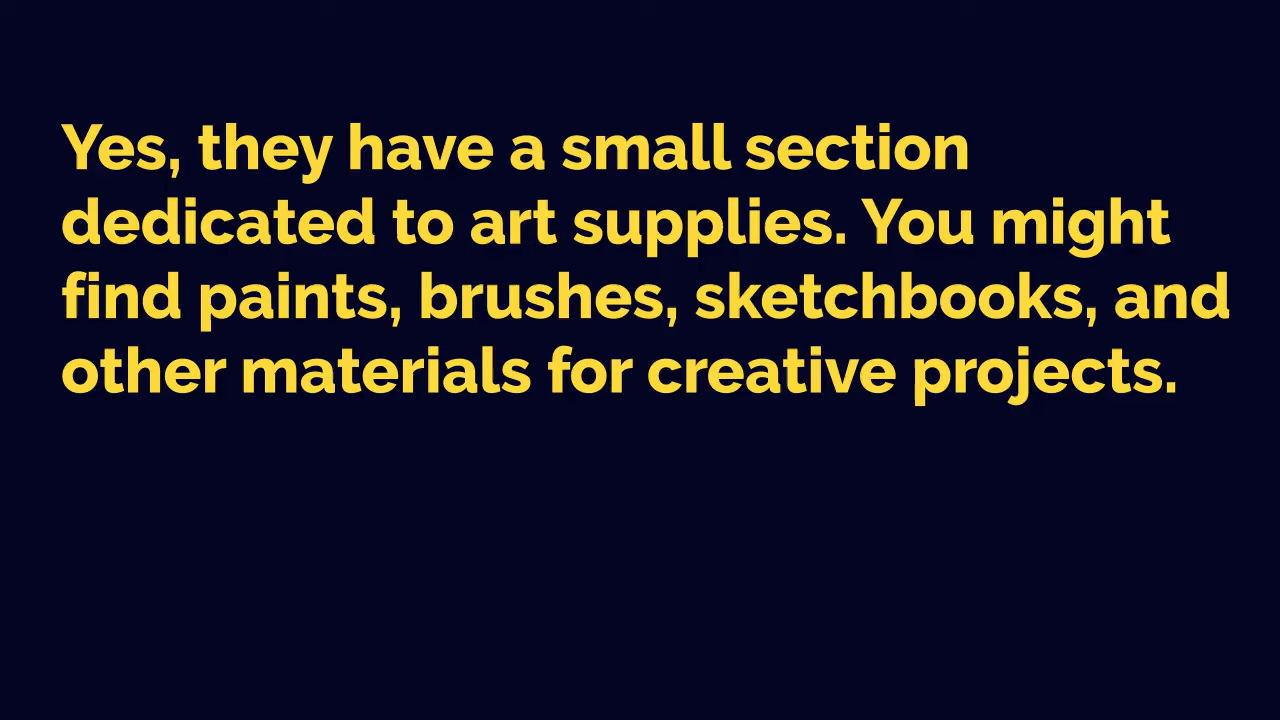 Yes, they have a small section
dedicated to art supplies. You might
find paints, brushes, sketchbooks, and
other materials for creative projects.